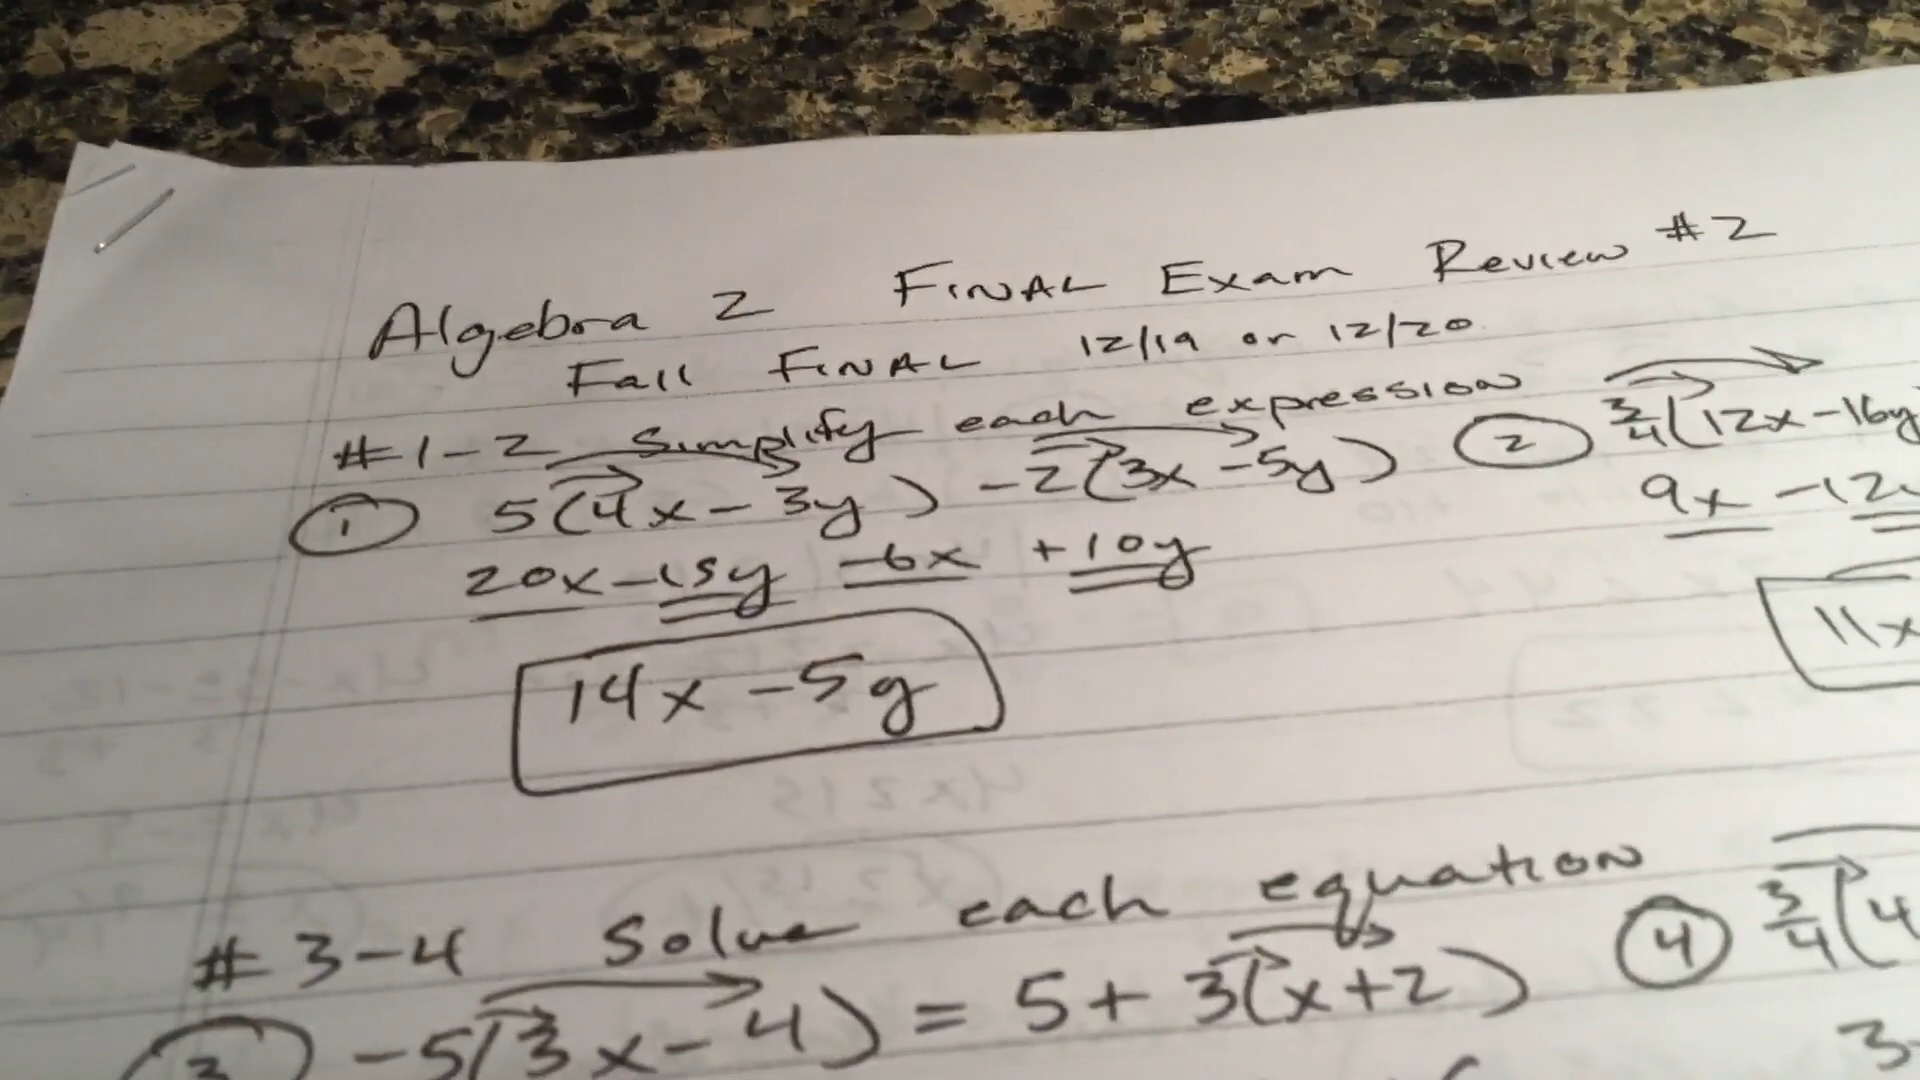 Algebra 2 Final Exam Review #2
Fall Final 12/19 or 12/20
#1-2 Simplify each expression
① 5(4x-3y) -2(3x-5y) ② 3/4(12x-16y
20x-15y -6x +10y 9x -12
14x -5y 11x
#3-4 Solve each equation
③ -5(3x-4) = 5+3(x+2) ④ 3/4(4
3-